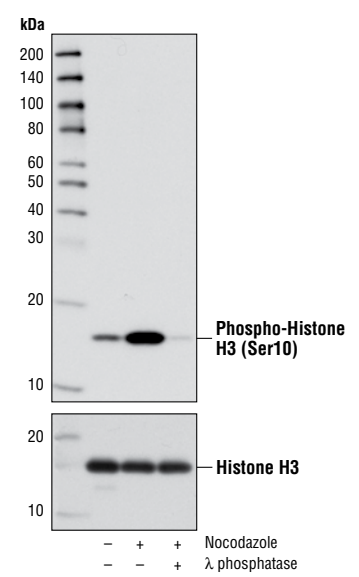 kDa
200
140
100
80
60
50
40
30
20
Phospho-Histone
H3 (Ser10)
10
20
Histone H3
10
– + + Nocodazole
– – + λ phosphatase